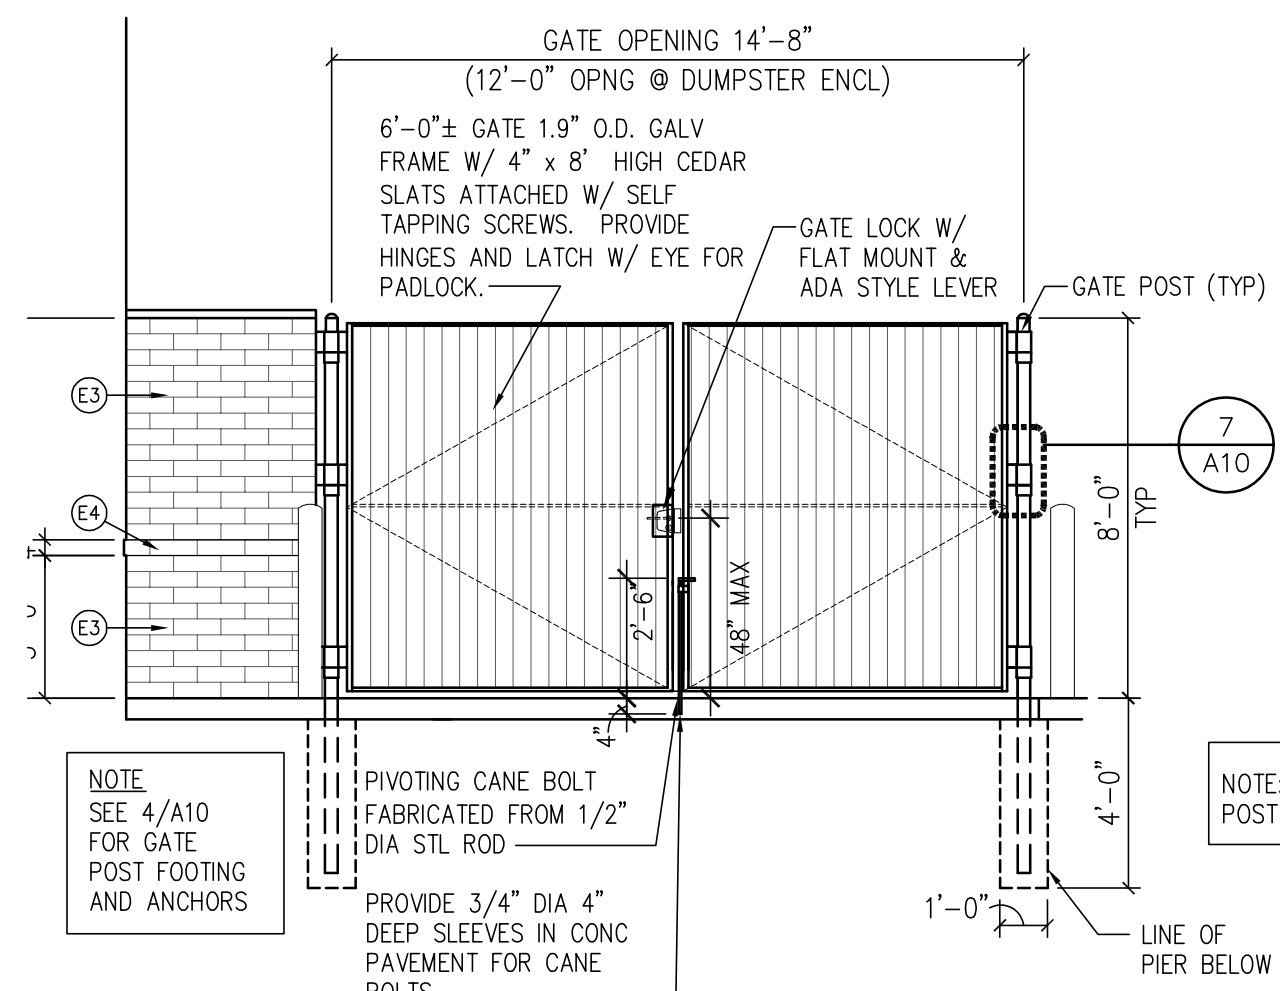 GATE OPENING 14'-8"
(12'-0" OPNG @ DUMPSTER ENCL)
6'-0"± GATE 1.9" O.D. GALV
FRAME W/ 4" x 8' HIGH CEDAR
SLATS ATTACHED W/ SELF
TAPPING SCREWS. PROVIDE
HINGES AND LATCH W/ EYE FOR
PADLOCK.
GATE LOCK W/
FLAT MOUNT &
ADA STYLE LEVER
GATE POST (TYP)
E3
E4
E3
7
A10
8'-0"
TYP
2'-6"
48" MAX
4"
4'-0"
1'-0"
NOTE
SEE 4/A10
FOR GATE
POST FOOTING
AND ANCHORS
PIVOTING CANE BOLT
FABRICATED FROM 1/2"
DIA STL ROD
PROVIDE 3/4" DIA 4"
DEEP SLEEVES IN CONC
PAVEMENT FOR CANE
BOLTS
LINE OF
PIER BELOW
NOTE:
POST